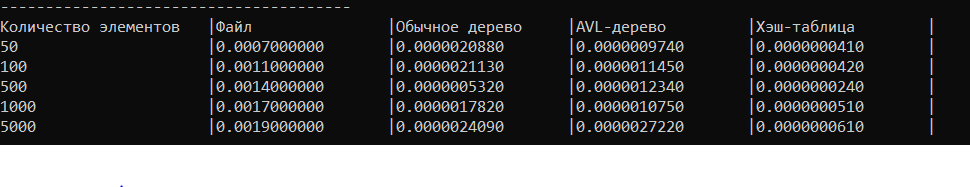 ---------------------------------------
Количество элементов |Файл |Обычное дерево |AVL-дерево |Хэш-таблица |
50 |0.0007000000 |0.0000020880 |0.0000009740 |0.0000000410 |
100 |0.0011000000 |0.0000021130 |0.0000011450 |0.0000000420 |
500 |0.0014000000 |0.0000005320 |0.0000012340 |0.0000000240 |
1000 |0.0017000000 |0.0000017820 |0.0000010750 |0.0000000510 |
5000 |0.0019000000 |0.0000024090 |0.0000027220 |0.0000000610 |